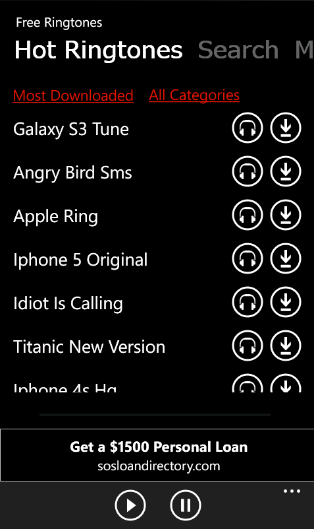 Free Ringtones
Hot Ringtones Search M
Most Downloaded All Categories
Galaxy S3 Tune
Angry Bird Sms
Apple Ring
Iphone 5 Original
Idiot Is Calling
Titanic New Version
Iphone 4s Hq
Get a $1500 Personal Loan
sosloandirectory.com